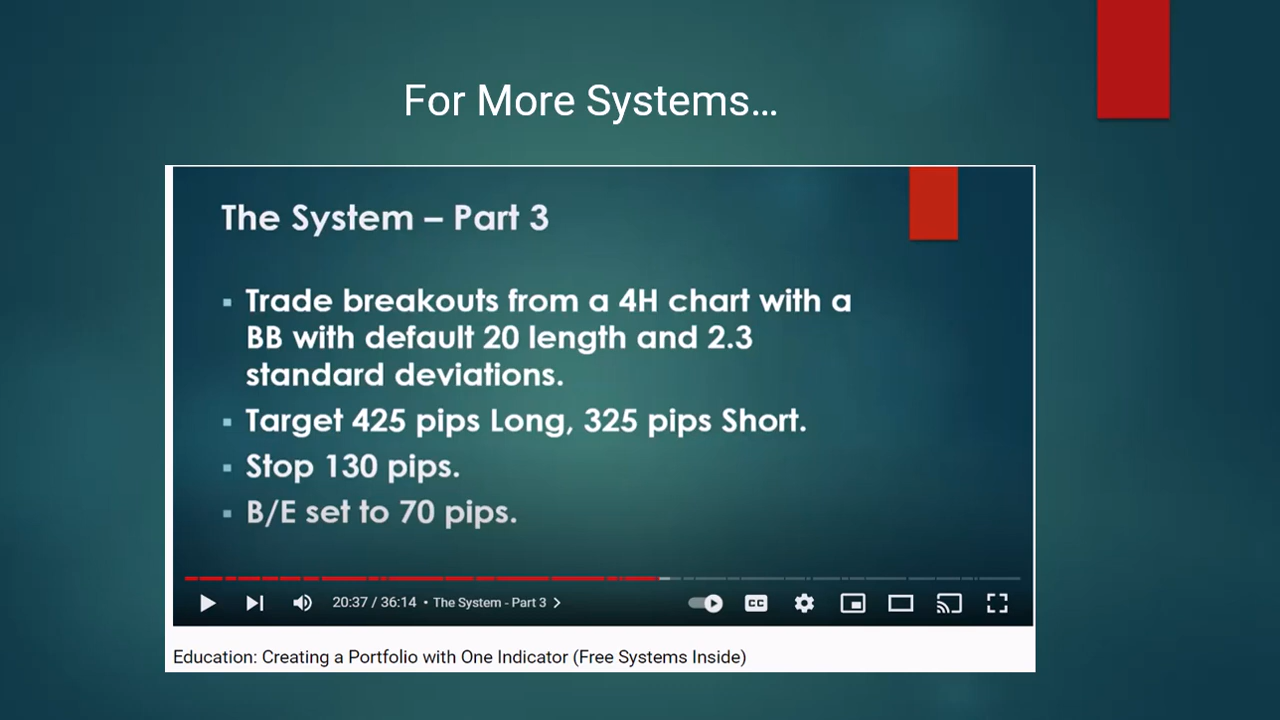 For More Systems…
The System – Part 3
▪ Trade breakouts from a 4H chart with a
BB with default 20 length and 2.3
standard deviations.
▪ Target 425 pips Long, 325 pips Short.
▪ Stop 130 pips.
▪ B/E set to 70 pips.
20:37 / 36:14 • The System - Part 3
CC
Education: Creating a Portfolio with One Indicator (Free Systems Inside)